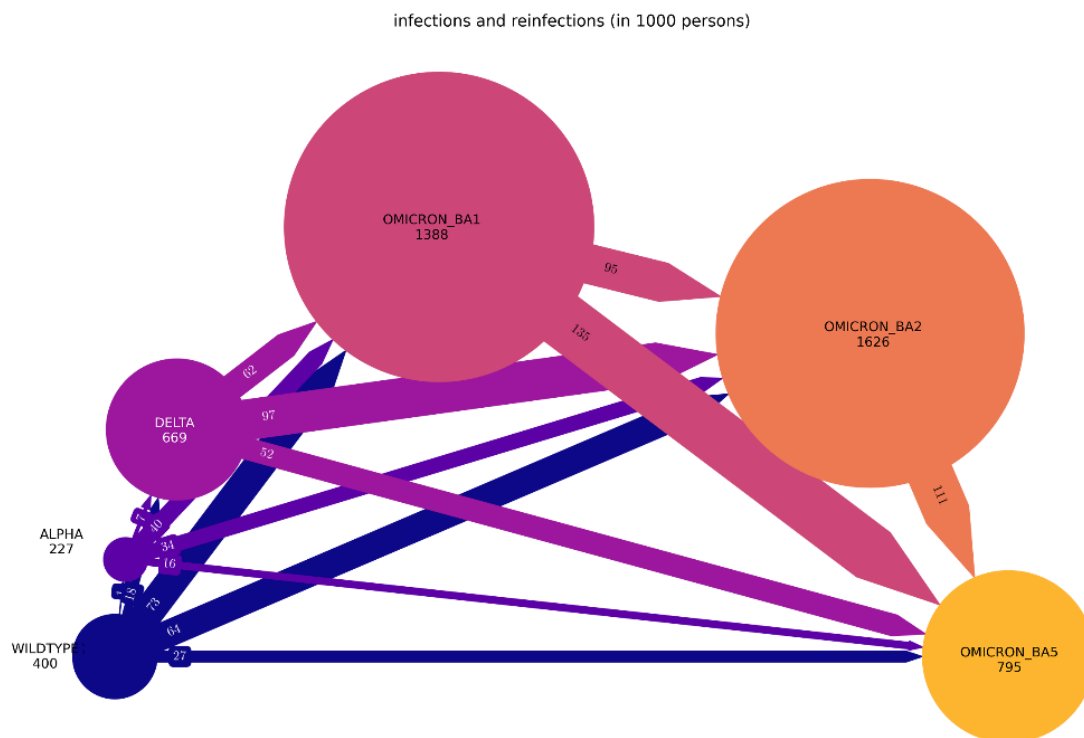 infections and reinfections (in 1000 persons)
OMICRON_BA1
1388
95
OMICRON_BA2
1626
135
62
97
DELTA
669
52
111
7
40
34
16
ALPHA
227
18
73
64
27
WILDTYPE
400
OMICRON_BA5
795